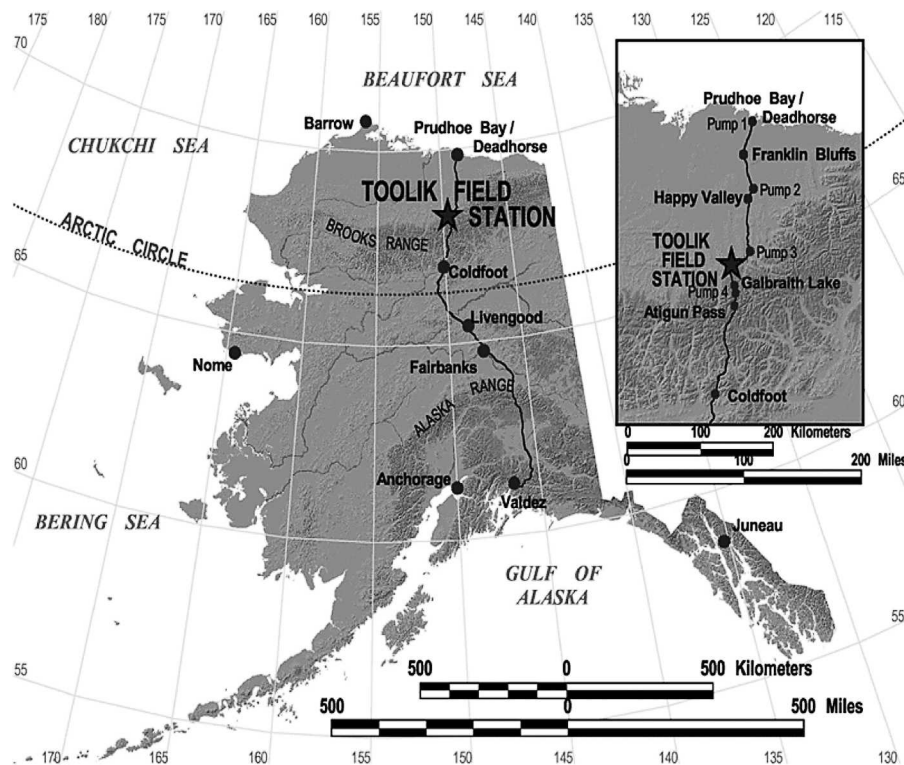 175 180 175 170 165 160 155 150 145 140 135 130 125 120 115
70
BEAUFORT SEA
Barrow
CHUKCHI SEA
Prudhoe Bay /
Deadhorse
TOOLIK FIELD
STATION
BROOKS RANGE
ARCTIC CIRCLE
65
Coldfoot
Livengood
Nome
Fairbanks
ALASKA RANGE
60
Anchorage
Valdez
BERING SEA
Juneau
GULF OF
ALASKA
55
500 0 500 Kilometers
500 0 500 Miles
170 165 160 155 150 145 140 135 130
Prudhoe Bay /
Pump 1 Deadhorse
Franklin Bluffs
Pump 2
Happy Valley
TOOLIK Pump 3
FIELD
STATION Galbraith Lake
Pump 4
Atigun Pass
Coldfoot
0 100 200 Kilometers
0 100 200 Miles
65
60
55